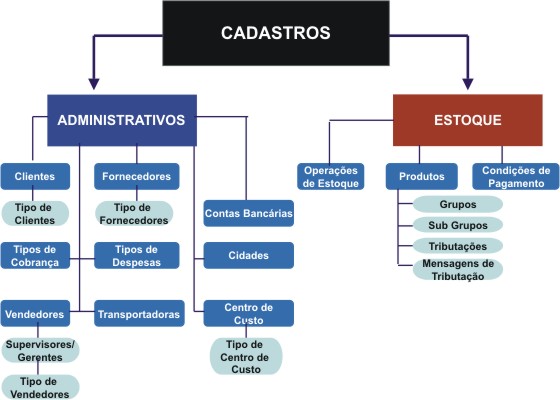 CADASTROS
ADMINISTRATIVOS
ESTOQUE
Clientes
Tipo de
Clientes
Fornecedores
Tipo de
Fornecedores
Contas Bancárias
Tipos de
Cobrança
Tipos de
Despesas
Cidades
Vendedores
Transportadoras
Centro de
Custo
Supervisores/
Gerentes
Tipo de
Vendedores
Tipo de
Centro de
Custo
Operações
de Estoque
Produtos
Condições de
Pagamento
Grupos
Sub Grupos
Tributações
Mensagens de
Tributação